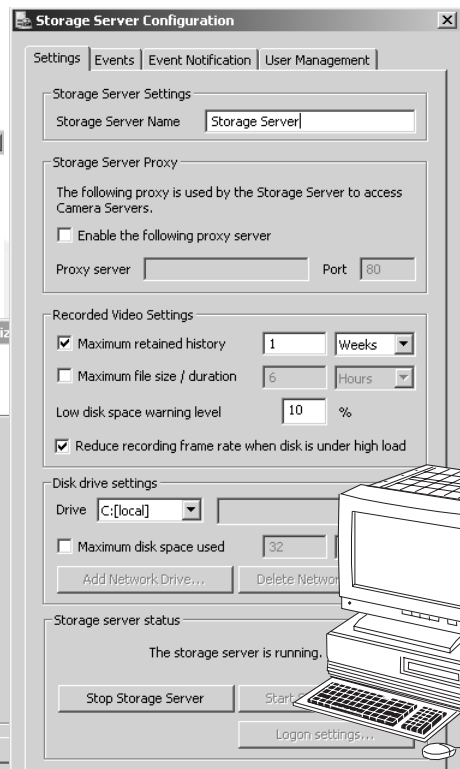 Storage Server Configuration
Settings Events Event Notification User Management
Storage Server Settings
Storage Server Name Storage Server
Storage Server Proxy
The following proxy is used by the Storage Server to access
Camera Servers.
Enable the following proxy server
Proxy server Port 80
Recorded Video Settings
Maximum retained history 1 Weeks
Maximum file size / duration 6 Hours
Low disk space warning level 10 %
Reduce recording frame rate when disk is under high load
Disk drive settings
Drive C:[local]
Maximum disk space used 32
Add Network Drive... Delete
Storage server status
The storage server is running.
Stop Storage Server Start
Logon settings...